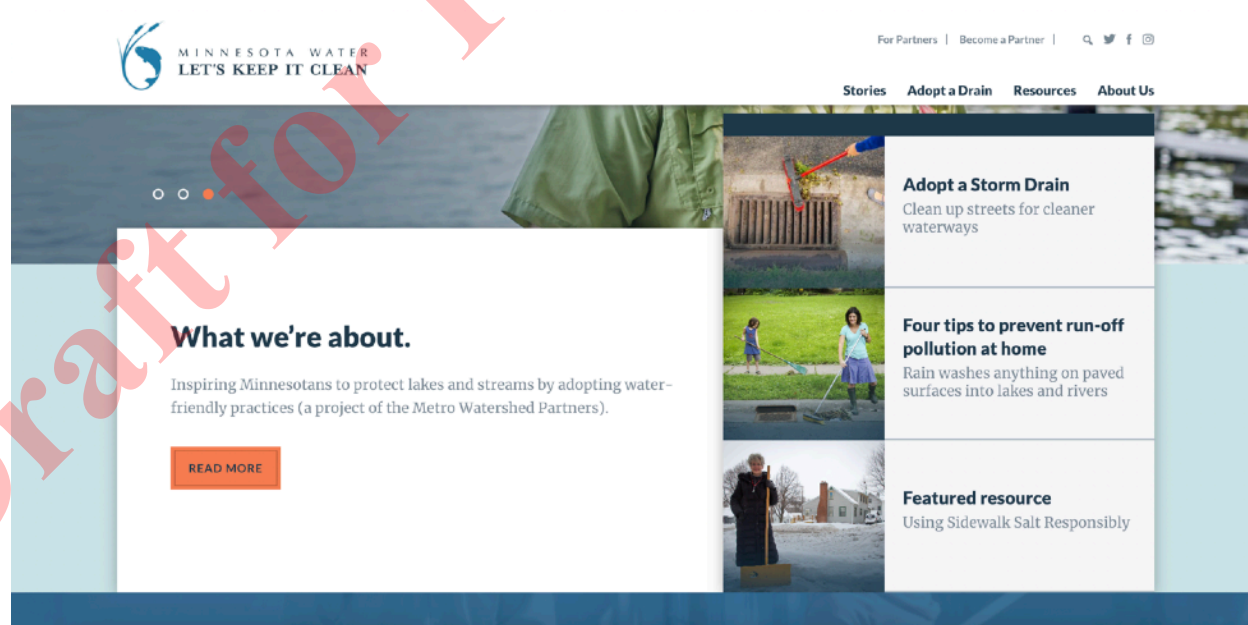 MINNESOTA WATER
LET'S KEEP IT CLEAN
For Partners | Become a Partner |
Stories Adopt a Drain Resources About Us
Adopt a Storm Drain
Clean up streets for cleaner
waterways
What we're about.
Inspiring Minnesotans to protect lakes and streams by adopting water-
friendly practices (a project of the Metro Watershed Partners).
READ MORE
Four tips to prevent run-off
pollution at home
Rain washes anything on paved
surfaces into lakes and rivers
Featured resource
Using Sidewalk Salt Responsibly
raft for